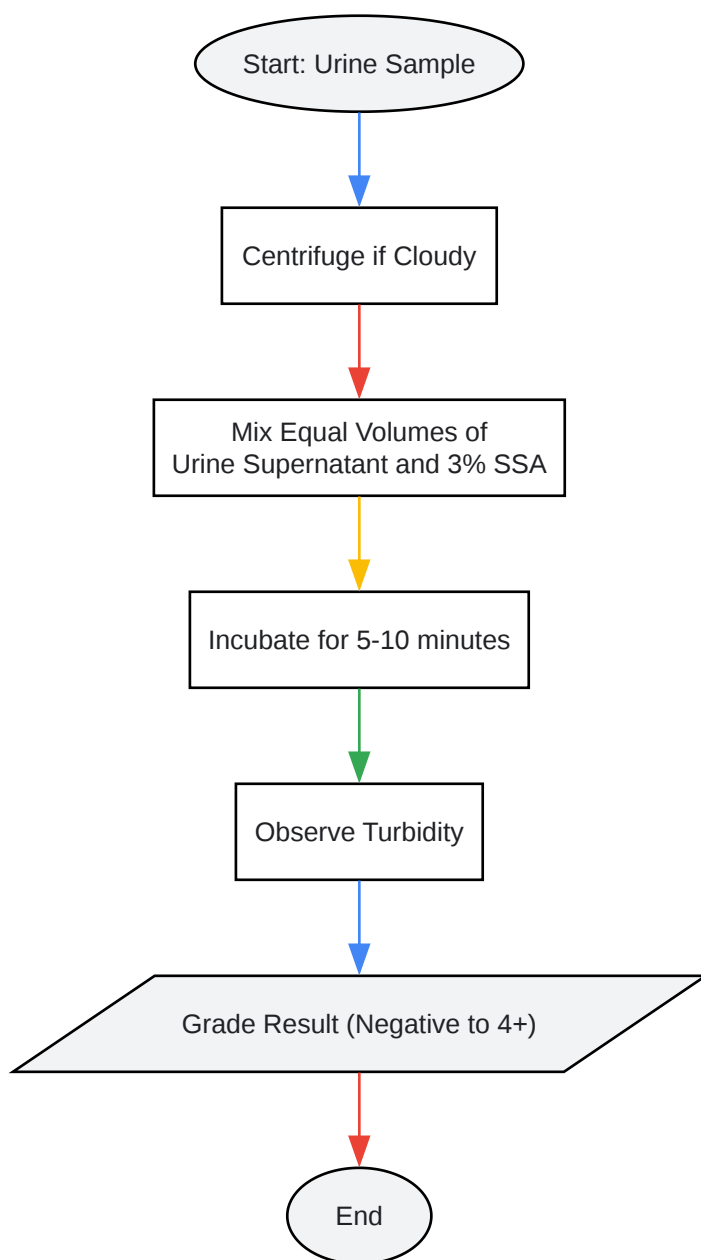 Start: Urine Sample
Centrifuge if Cloudy
Mix Equal Volumes of
Urine Supernatant and 3% SSA
Incubate for 5-10 minutes
Observe Turbidity
Grade Result (Negative to 4+)
End